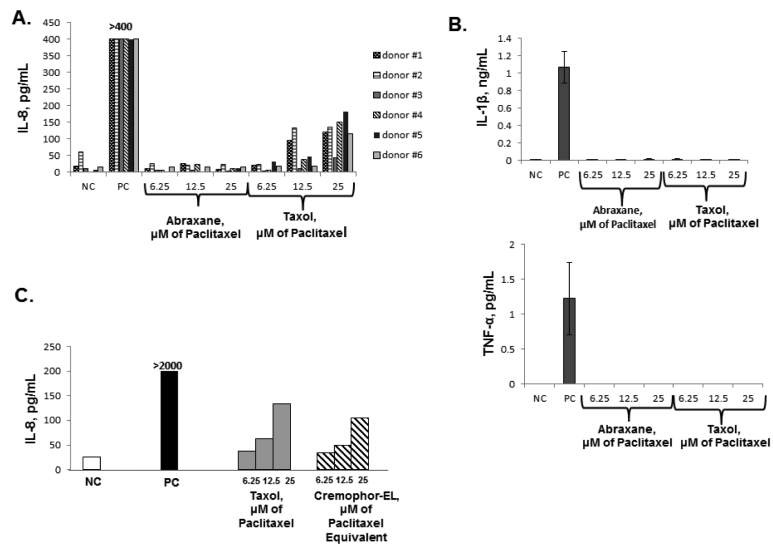 A.
>400
IL-8, pg/mL
450
400
350
300
250
200
150
100
50
0
NC PC 6.25 12.5 25 6.25 12.5 25
Abraxane,
µM of Paclitaxel
Taxol,
µM of Paclitaxel
donor #1
donor #2
donor #3
donor #4
donor #5
donor #6
B.
IL-1β, ng/mL
1.4
1.2
1
0.8
0.6
0.4
0.2
0
NC PC 6.25 12.5 25 6.25 12.5 25
Abraxane,
µM of Paclitaxel
Taxol,
µM of Paclitaxel
TNF-α, pg/mL
2
1.5
1
0.5
0
NC PC 6.25 12.5 25 6.25 12.5 25
Abraxane,
µM of Paclitaxel
Taxol,
µM of Paclitaxel
C.
>2000
IL-8, pg/mL
250
200
150
100
50
0
NC PC 6.25 12.5 25 6.25 12.5 25
Taxol,
µM of
Paclitaxel
Cremophor-EL,
µM of
Paclitaxel
Equivalent